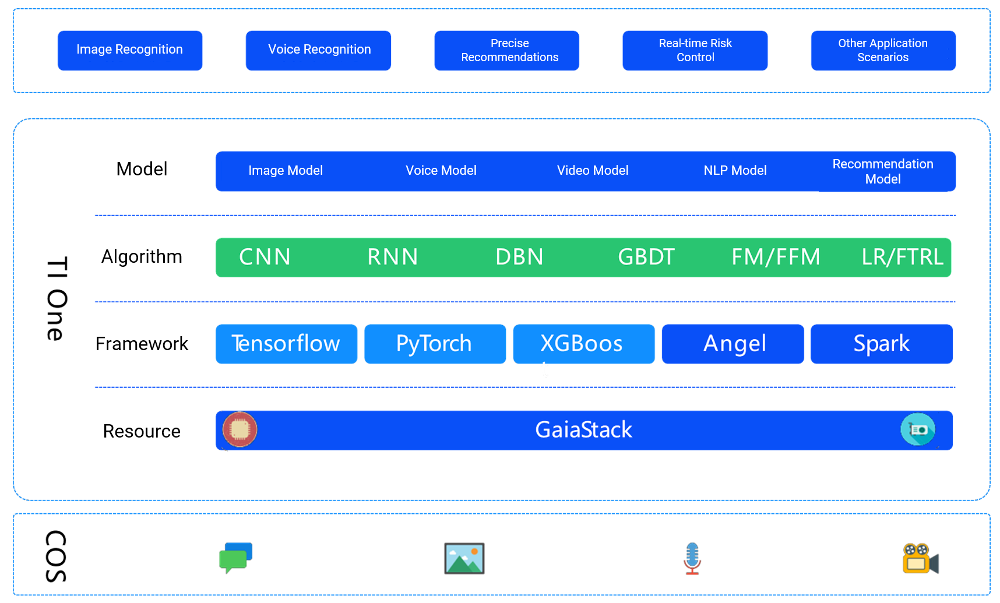 Image Recognition
Voice Recognition
Precise
Recommendations
Real-time Risk
Control
Other Application
Scenarios
TI One
Model
Image Model
Voice Model
Video Model
NLP Model
Recommendation
Model
Algorithm
CNN RNN DBN GBDT FM/FFM LR/FTRL
Framework
Tensorflow
PyTorch
XGBoos
t
Angel
Spark
Resource
GaiaStack
COS